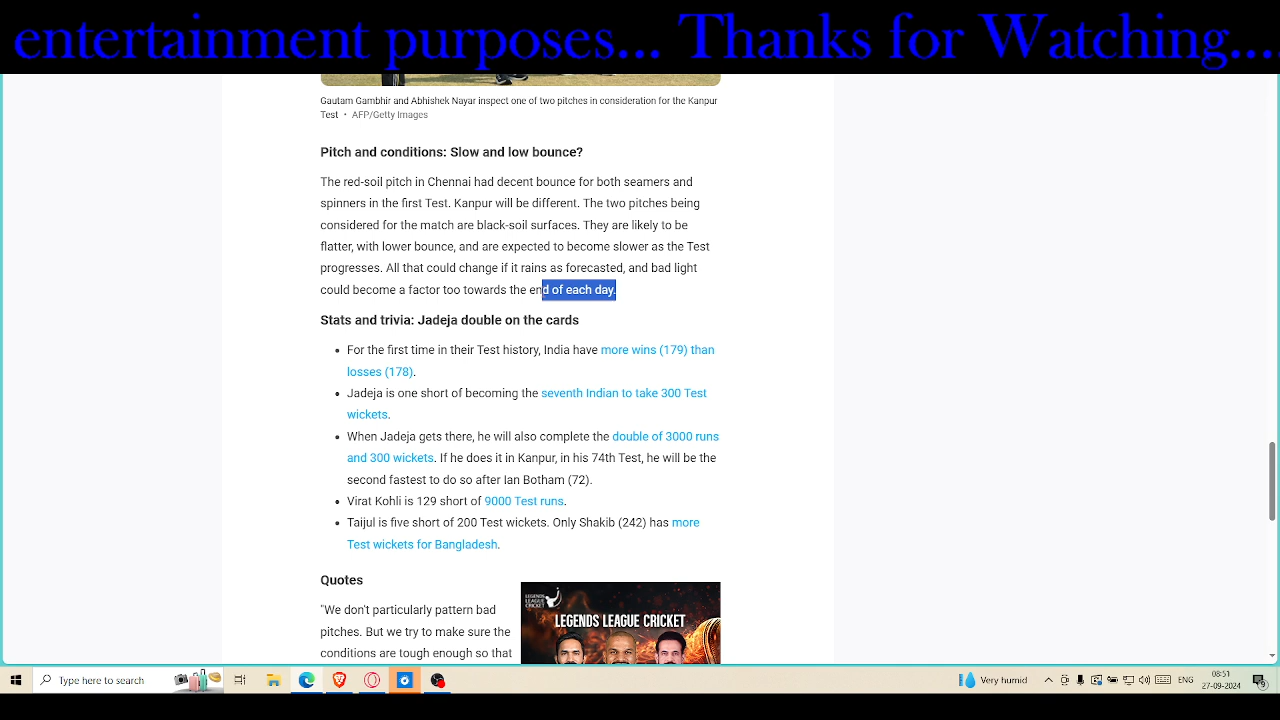 entertainment purposes... Thanks for Watching...
Gautam Gambhir and Abhishek Nayar inspect one of two pitches in consideration for the Kanpur
Test • AFP/Getty Images
Pitch and conditions: Slow and low bounce?
The red-soil pitch in Chennai had decent bounce for both seamers and
spinners in the first Test. Kanpur will be different. The two pitches being
considered for the match are black-soil surfaces. They are likely to be
flatter, with lower bounce, and are expected to become slower as the Test
progresses. All that could change if it rains as forecasted, and bad light
could become a factor too towards the end of each day.
Stats and trivia: Jadeja double on the cards
• For the first time in their Test history, India have more wins (179) than
losses (178).
• Jadeja is one short of becoming the seventh Indian to take 300 Test
wickets.
• When Jadeja gets there, he will also complete the double of 3000 runs
and 300 wickets. If he does it in Kanpur, in his 74th Test, he will be the
second fastest to do so after Ian Botham (72).
• Virat Kohli is 129 short of 9000 Test runs.
• Taijul is five short of 200 Test wickets. Only Shakib (242) has more
Test wickets for Bangladesh.
Quotes
"We don't particularly pattern bad
pitches. But we try to make sure the
conditions are tough enough so that
LEGENDS
LEAGUE
CRICKET
LEGENDS LEAGUE CRICKET
Type here to search
Very humid
ENG
08:51
27-09-2024